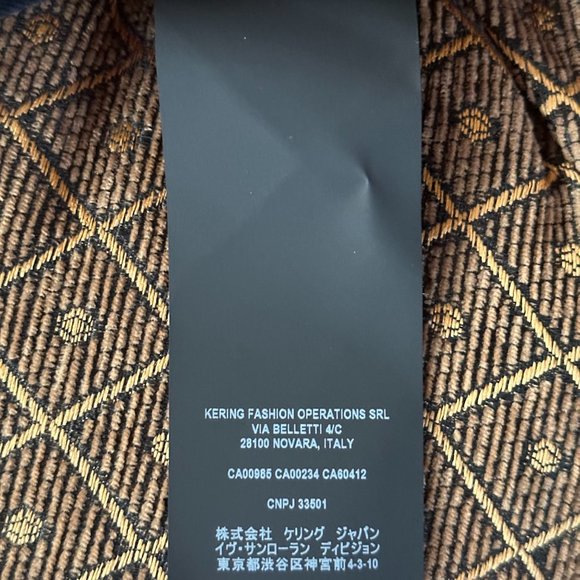 KERING FASHION OPERATIONS SRL
VIA BELLETTI 4/C
28100 NOVARA, ITALY
CA00985 CA00234 CA60412
CNPJ 33501
株式会社 ケリング ジャパン
イヴ・サンローラン ディビジョン
東京都渋谷区神宮前4-3-10